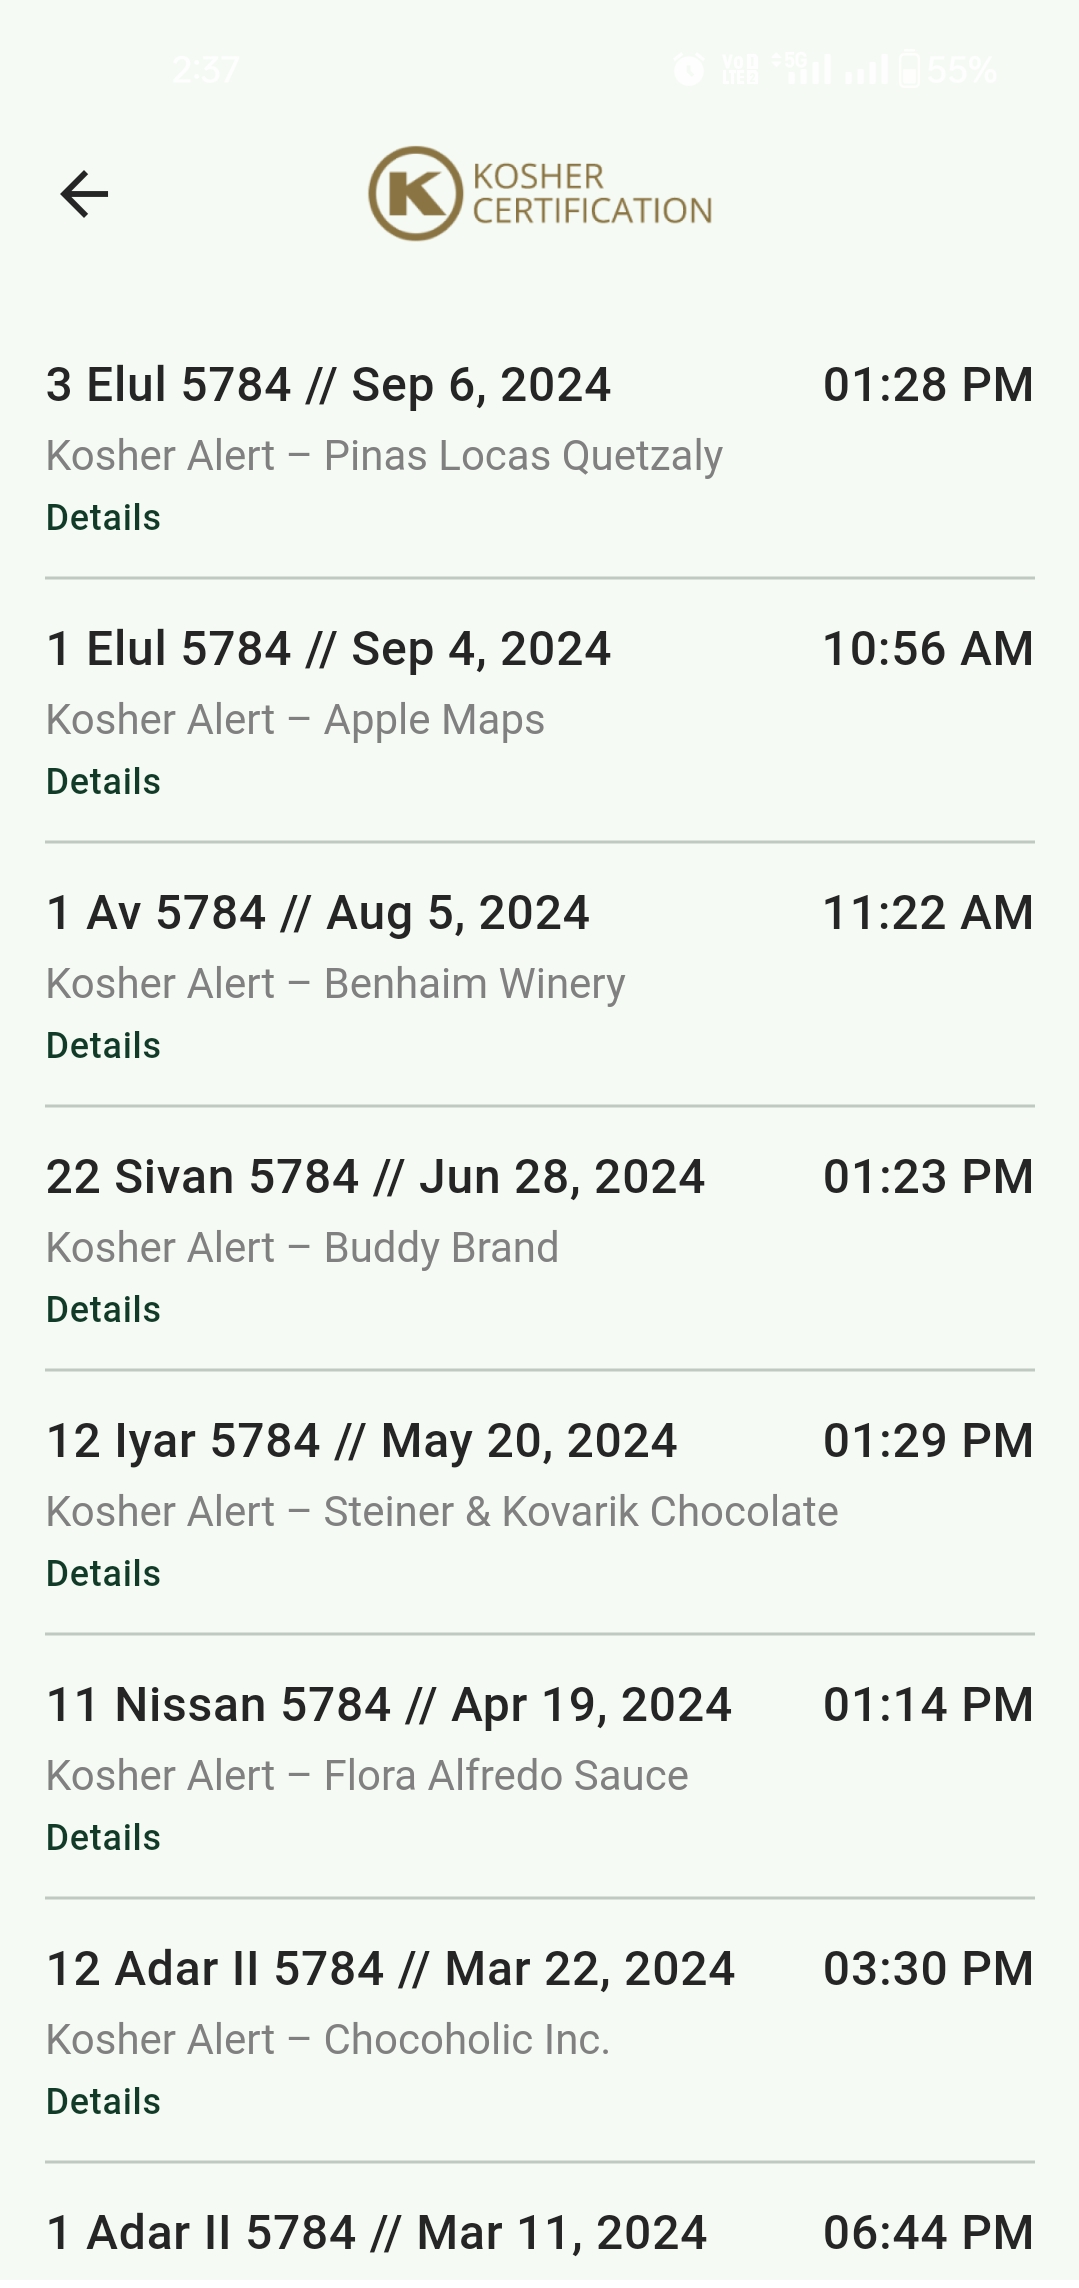 2:37
5G
55%
K KOSHER
CERTIFICATION
3 Elul 5784 // Sep 6, 2024 01:28 PM
Kosher Alert – Pinas Locas Quetzaly
Details
1 Elul 5784 // Sep 4, 2024 10:56 AM
Kosher Alert – Apple Maps
Details
1 Av 5784 // Aug 5, 2024 11:22 AM
Kosher Alert – Benhaim Winery
Details
22 Sivan 5784 // Jun 28, 2024 01:23 PM
Kosher Alert – Buddy Brand
Details
12 Iyar 5784 // May 20, 2024 01:29 PM
Kosher Alert – Steiner & Kovarik Chocolate
Details
11 Nissan 5784 // Apr 19, 2024 01:14 PM
Kosher Alert – Flora Alfredo Sauce
Details
12 Adar II 5784 // Mar 22, 2024 03:30 PM
Kosher Alert – Chocoholic Inc.
Details
1 Adar II 5784 // Mar 11, 2024 06:44 PM